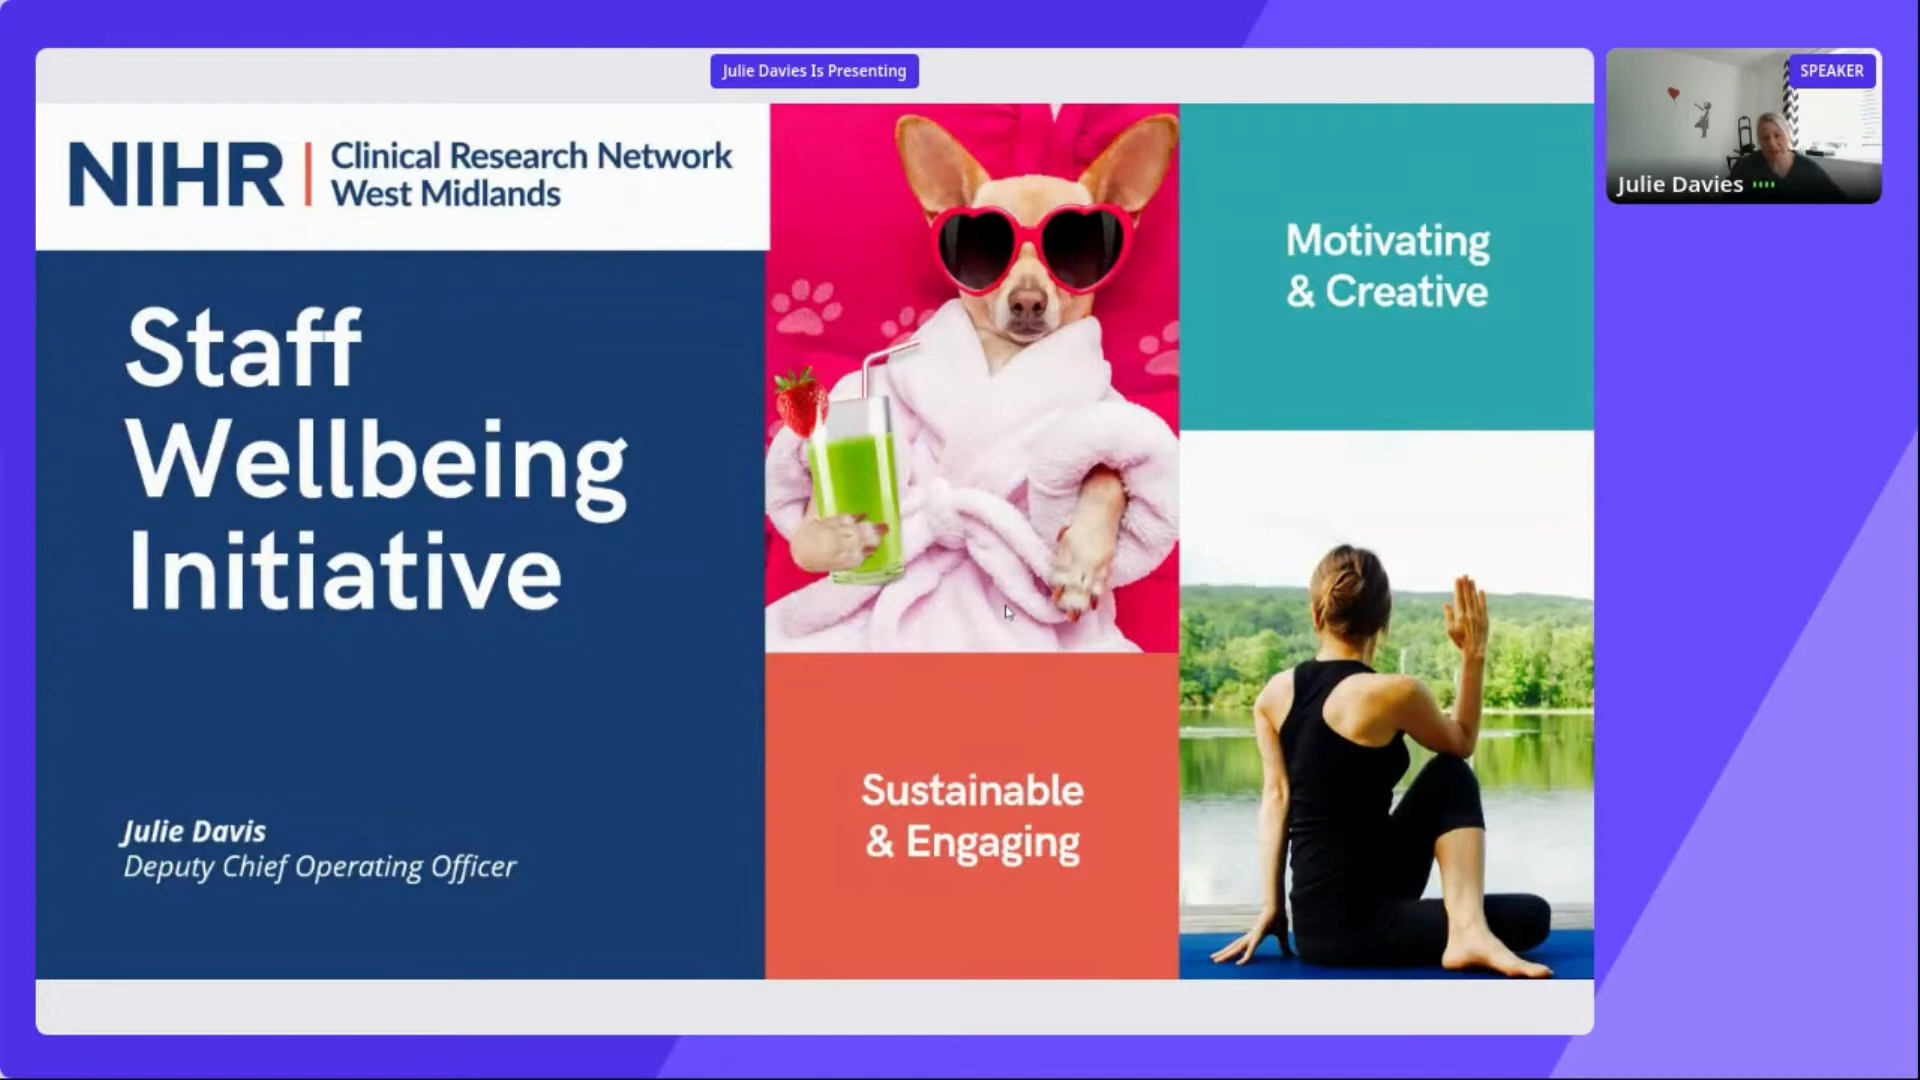 Julie Davies Is Presenting
SPEAKER
Julie Davies
NIHR
Clinical Research Network
West Midlands
Staff
Wellbeing
Initiative
Julie Davis
Deputy Chief Operating Officer
Motivating
& Creative
Sustainable
& Engaging